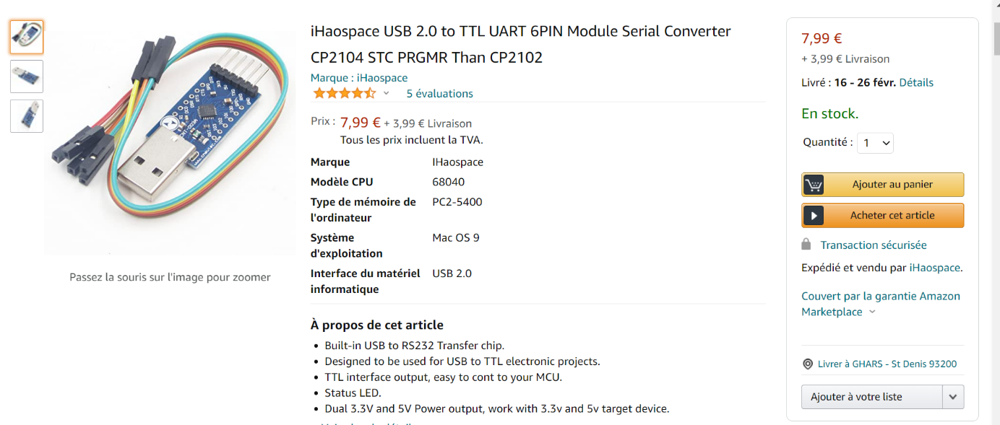 iHaospace USB 2.0 to TTL UART 6PIN Module Serial Converter
CP2104 STC PRGMR Than CP2102
Marque : iHaospace
5 évaluations
Prix : 7,99 € + 3,99 € Livraison
Tous les prix incluent la TVA.
Marque IHaospace
Modèle CPU 68040
Type de mémoire de PC2-5400
l'ordinateur
Système Mac OS 9
d'exploitation
Interface du matériel USB 2.0
informatique
À propos de cet article
• Built-in USB to RS232 Transfer chip.
• Designed to be used for USB to TTL electronic projects.
• TTL interface output, easy to cont to your MCU.
• Status LED.
• Dual 3.3V and 5V Power output, work with 3.3v and 5v target device.
Passez la souris sur l'image pour zoomer
7,99 €
+ 3,99 € Livraison
Livré : 16 - 26 févr. Détails
En stock.
Quantité : 1
Ajouter au panier
Acheter cet article
Transaction sécurisée
Expédié et vendu par iHaospace.
Couvert par la garantie Amazon
Marketplace
Livrer à GHARS - St Denis 93200
Ajouter à votre liste